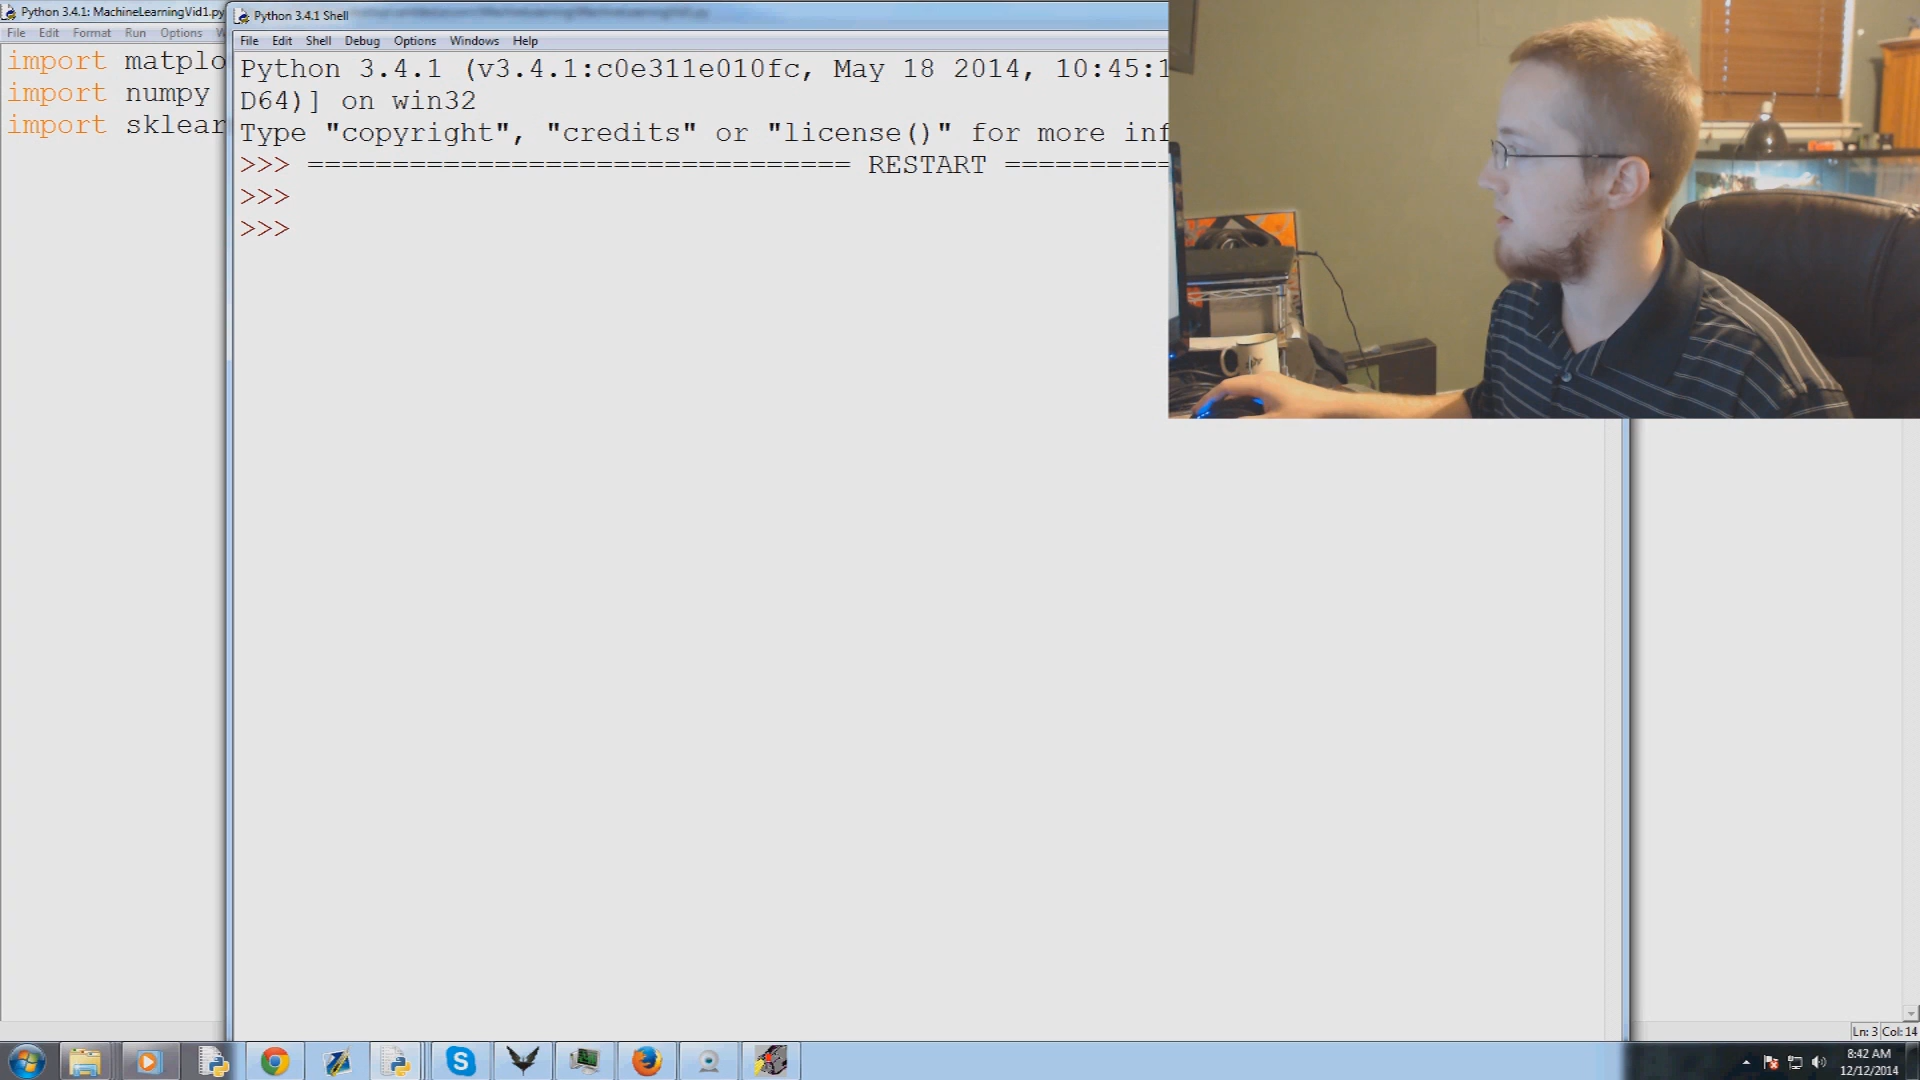 Python 3.4.1: MachineLearningVid1.py
File Edit Format Run Options
import matplo
import numpy
import sklear
Python 3.4.1 Shell
File Edit Shell Debug Options Windows Help
Python 3.4.1 (v3.4.1:c0e311e010fc, May 18 2014, 10:45:1
D64)] on win32
Type "copyright", "credits" or "license()" for more inf
>>> ================================ RESTART ==========
>>>
>>>
Ln: 3 Col: 14
8:42 AM
12/12/2014